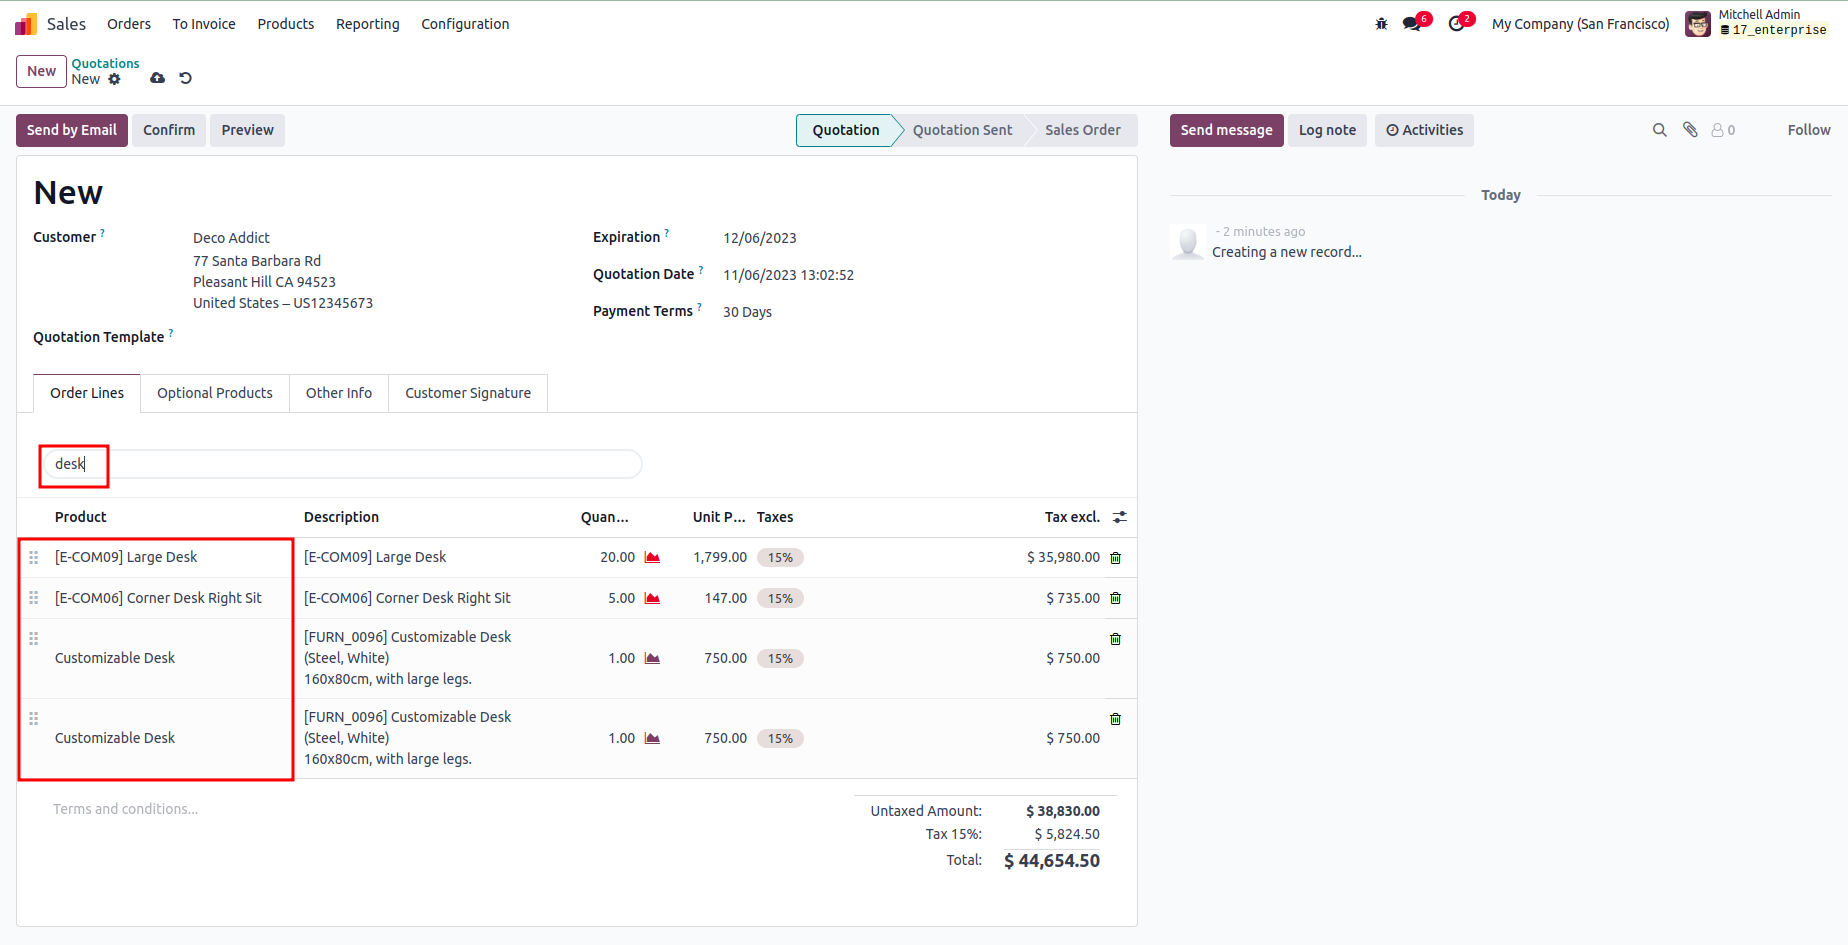 Sales Orders To Invoice Products Reporting Configuration 6 2 My Company (San Francisco) Mitchell Admin
17_enterprise
New Quotations
New
Send by Email Confirm Preview Quotation Quotation Sent Sales Order Send message Log note Activities 0 Follow
New
Today
Customer ? Deco Addict
77 Santa Barbara Rd
Pleasant Hill CA 94523
United States – US12345673
Quotation Template ?
Expiration ? 12/06/2023
Quotation Date ? 11/06/2023 13:02:52
Payment Terms ? 30 Days
- 2 minutes ago
Creating a new record...
Order Lines Optional Products Other Info Customer Signature
desk
Product Description Quan... Unit P... Taxes Tax excl.
[E-COM09] Large Desk [E-COM09] Large Desk 20.00 1,799.00 15% $ 35,980.00
[E-COM06] Corner Desk Right Sit [E-COM06] Corner Desk Right Sit 5.00 147.00 15% $ 735.00
[FURN_0096] Customizable Desk
(Steel, White)
Customizable Desk 1.00 750.00 15% $ 750.00
160x80cm, with large legs.
[FURN_0096] Customizable Desk
(Steel, White)
Customizable Desk 1.00 750.00 15% $ 750.00
160x80cm, with large legs.
Terms and conditions...
Untaxed Amount: $ 38,830.00
Tax 15%: $ 5,824.50
Total: $ 44,654.50